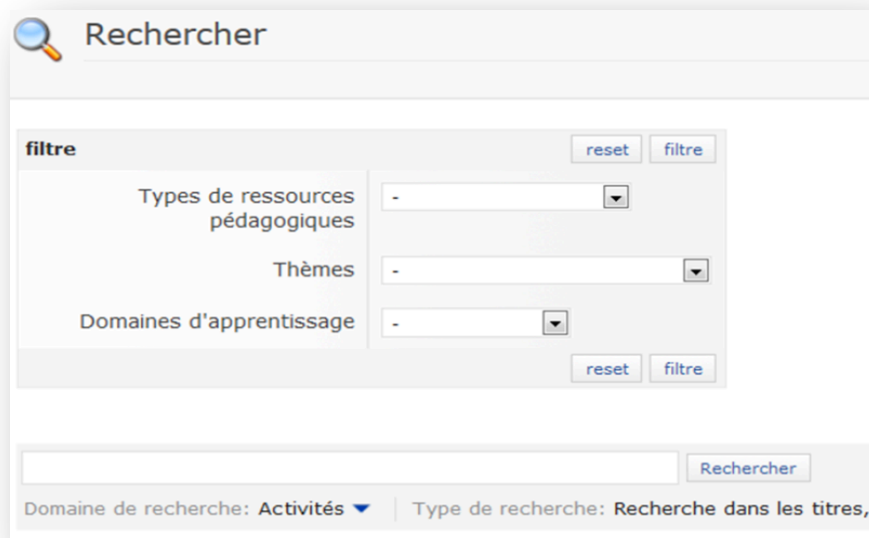 Rechercher
filtre reset filtre
Types de ressources -
pédagogiques
Thèmes -
Domaines d'apprentissage -
reset filtre
Rechercher
Domaine de recherche: Activités Type de recherche: Recherche dans les titres,